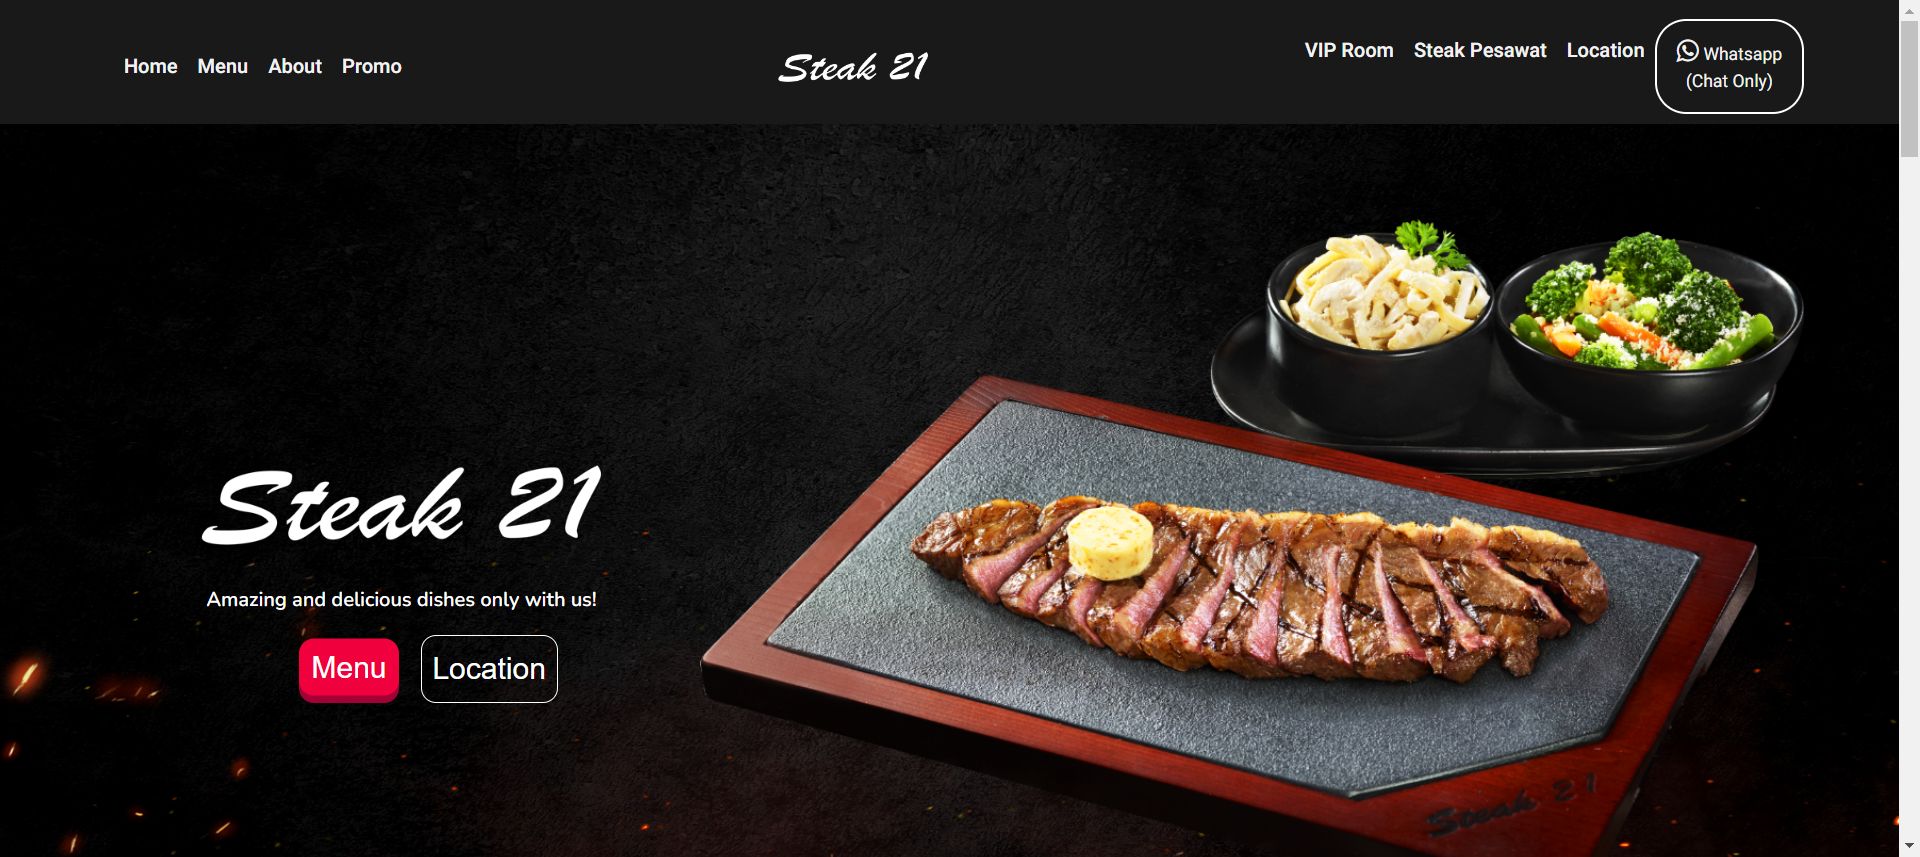 Home Menu About Promo
Steak 21
VIP Room Steak Pesawat Location
Whatsapp
(Chat Only)
Steak 21
Amazing and delicious dishes only with us!
Menu
Location
Steak 21